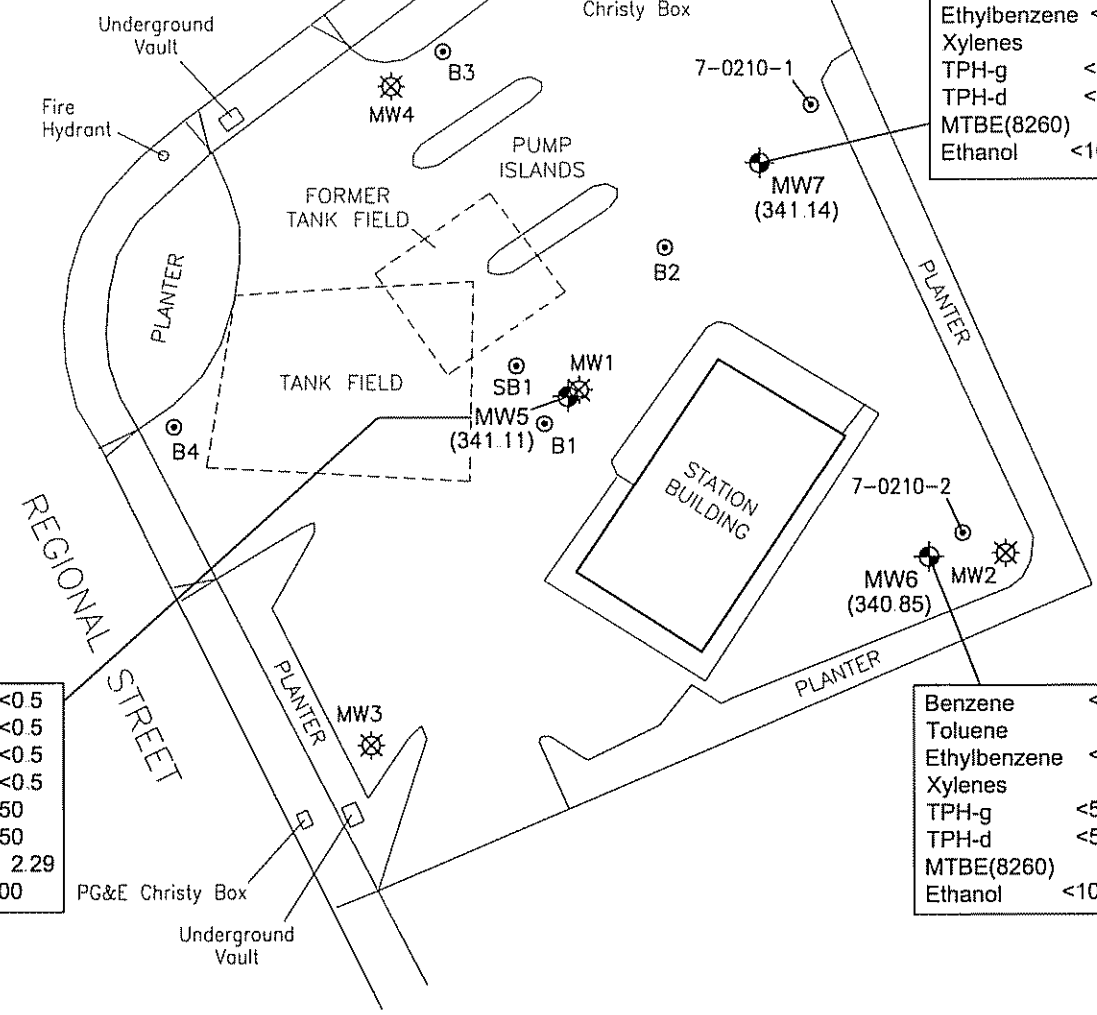 Christy Box
Underground
Vault
Fire
Hydrant
B3
MW4
7-0210-1
Ethylbenzene <
Xylenes
TPH-g <
TPH-d <
MTBE(8260)
Ethanol
PUMP
ISLANDS
FORMER
TANK FIELD
MW7
(341.14)
B2
PLANTER
PLANTER
TANK FIELD
SB1
MW1
MW5
(341.11)
B1
B4
STATION
BUILDING
7-0210-2
MW6
(340.85)
MW2
REGIONAL STREET
PLANTER
PLANTER
MW3
<0.5
<0.5
<0.5
<0.5
50
50
2.29
00
Benzene <
Toluene
Ethylbenzene <
Xylenes
TPH-g <5
TPH-d <5
MTBE(8260)
Ethanol <10
PG&E Christy Box
Underground
Vault